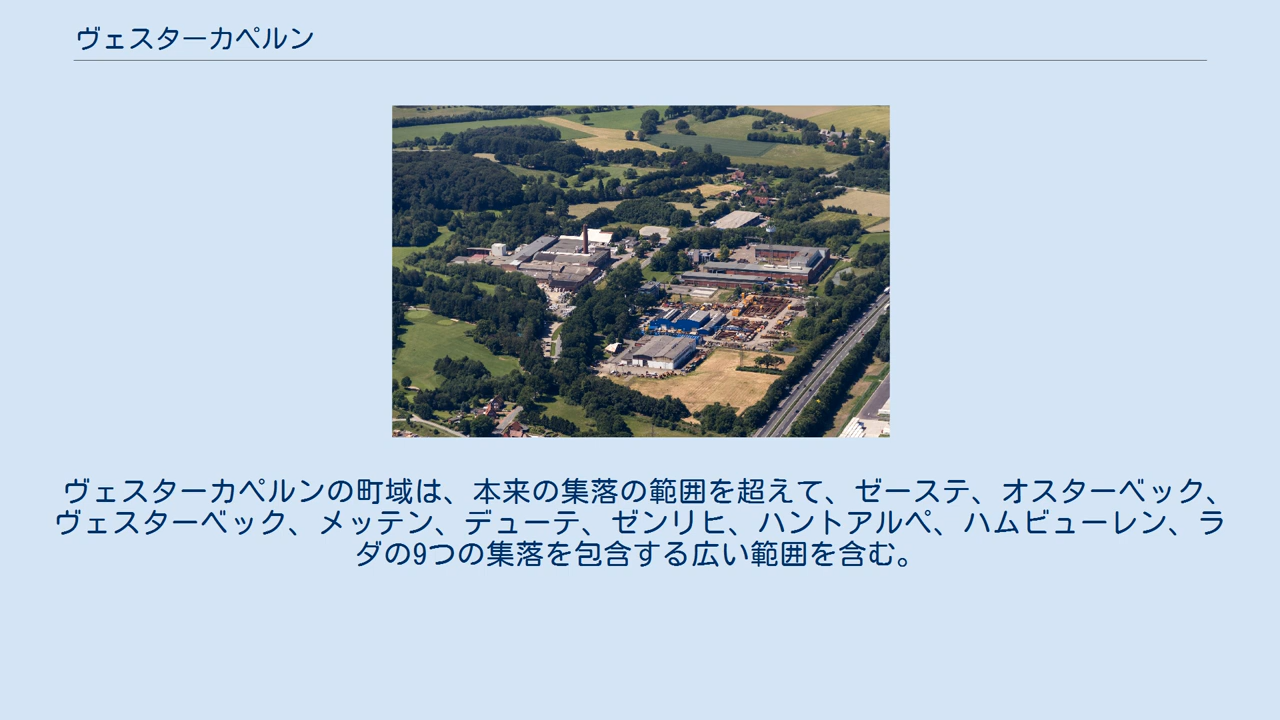 ヴェスターカペルン
ヴェスターカペルンの町域は、本来の集落の範囲を超えて、ゼーステ、オスターベック、
ヴェスターベック、メッテン、デューテ、ゼンリヒ、ハントアルペ、ハムビューレン、ラ
ダの9つの集落を包含する広い範囲を含む。